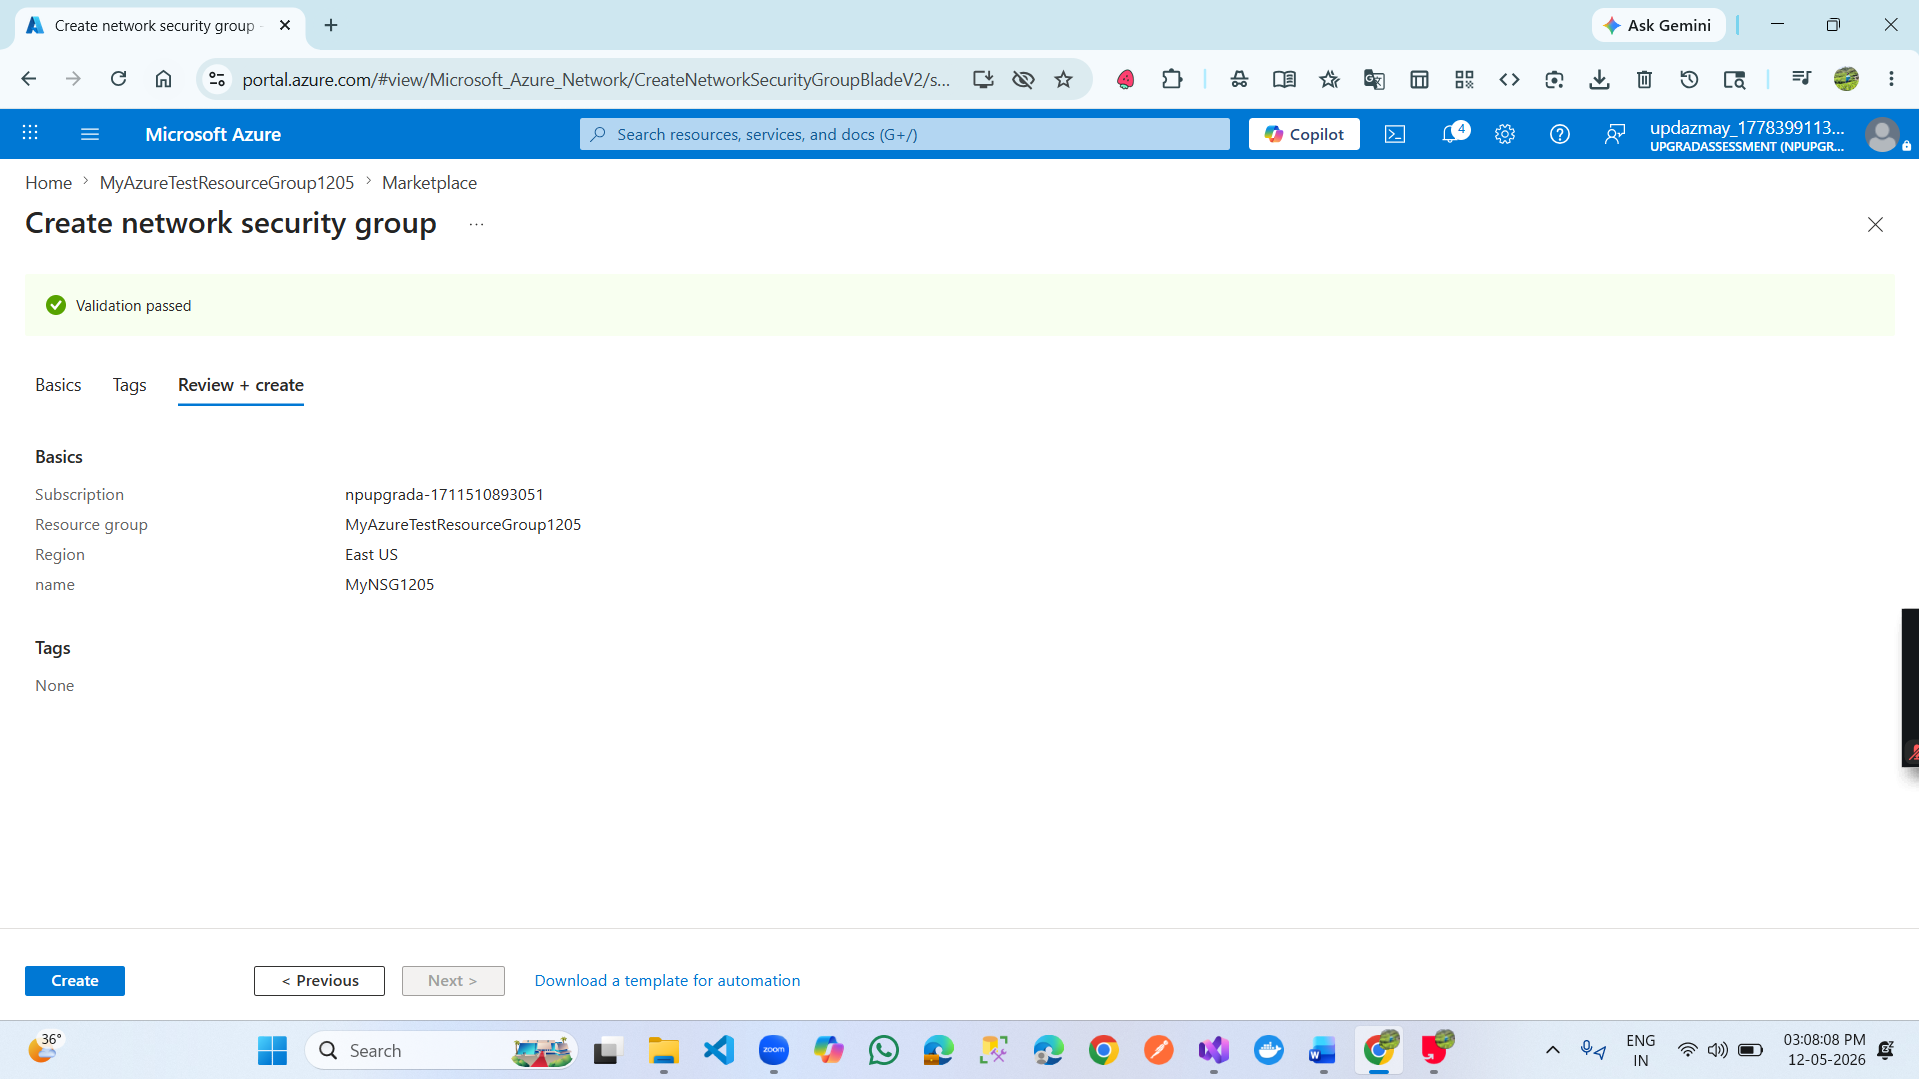 Create network security group -
Ask Gemini
portal.azure.com/#view/Microsoft_Azure_Network/CreateNetworkSecurityGroupBladeV2/s...
Microsoft Azure
Search resources, services, and docs (G+/)
Copilot
4
updazmay_1778399113...
UPGRADASSESSMENT (NPUPGR...
Home > MyAzureTestResourceGroup1205 > Marketplace
Create network security group ...
Validation passed
Basics Tags Review + create
Basics
Subscription npupgrada-1711510893051
Resource group MyAzureTestResourceGroup1205
Region East US
name MyNSG1205
Tags
None
Create
< Previous
Next >
Download a template for automation
36°
Search
zoom
ENG
IN
03:08:08 PM
12-05-2026